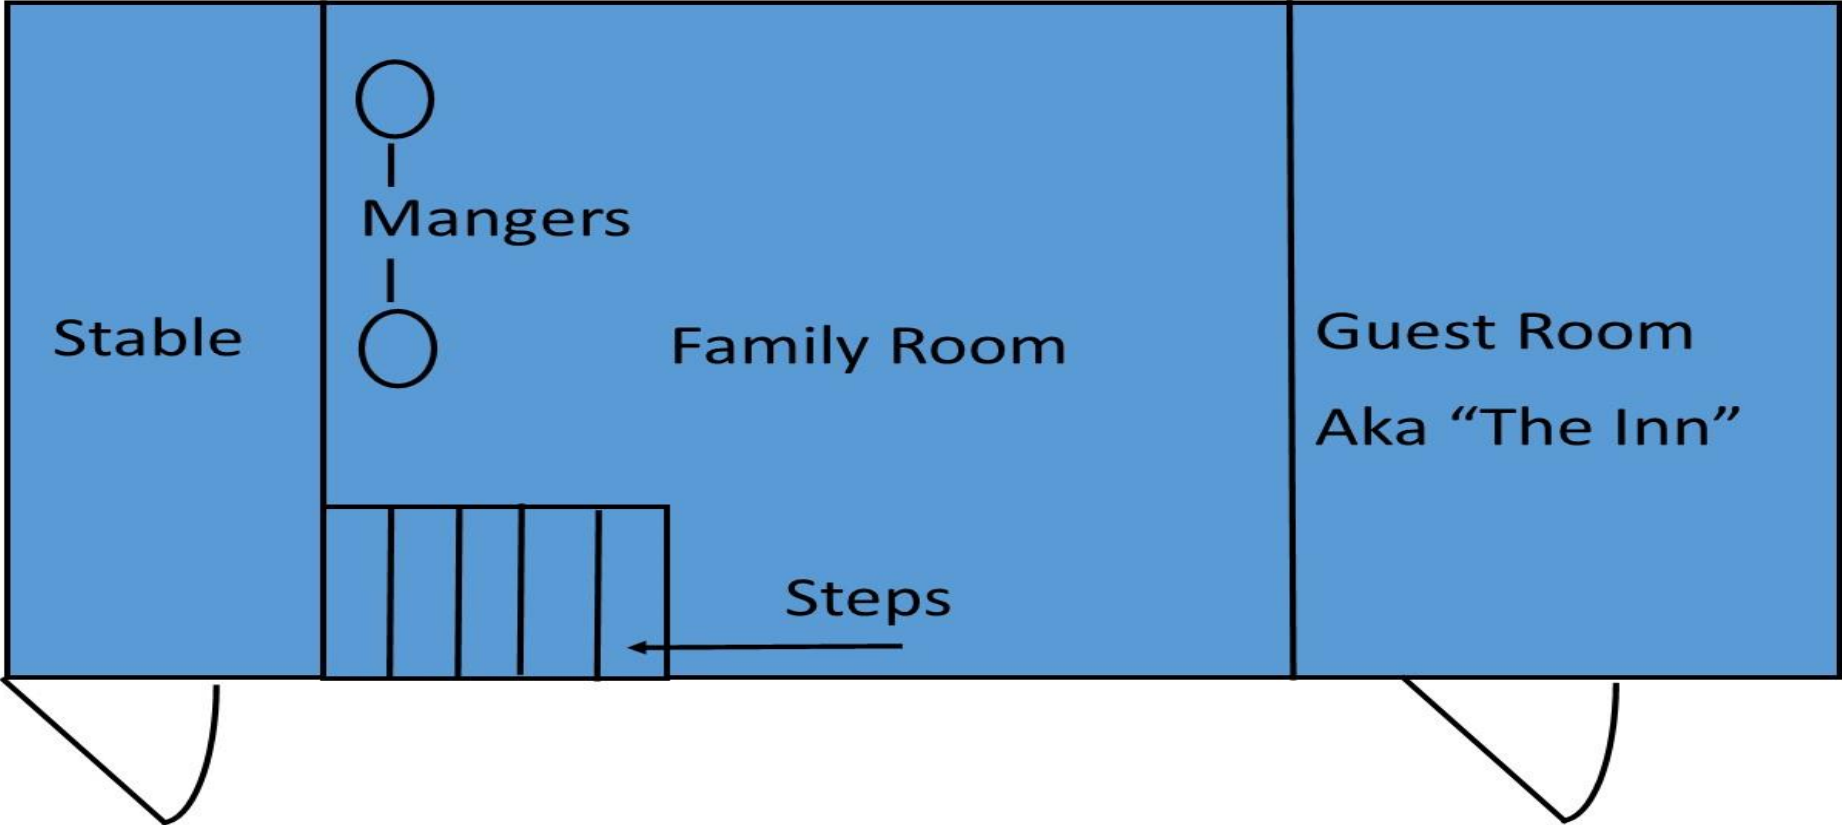 Mangers
Stable
Family Room
Guest Room
Aka “The Inn”
Steps